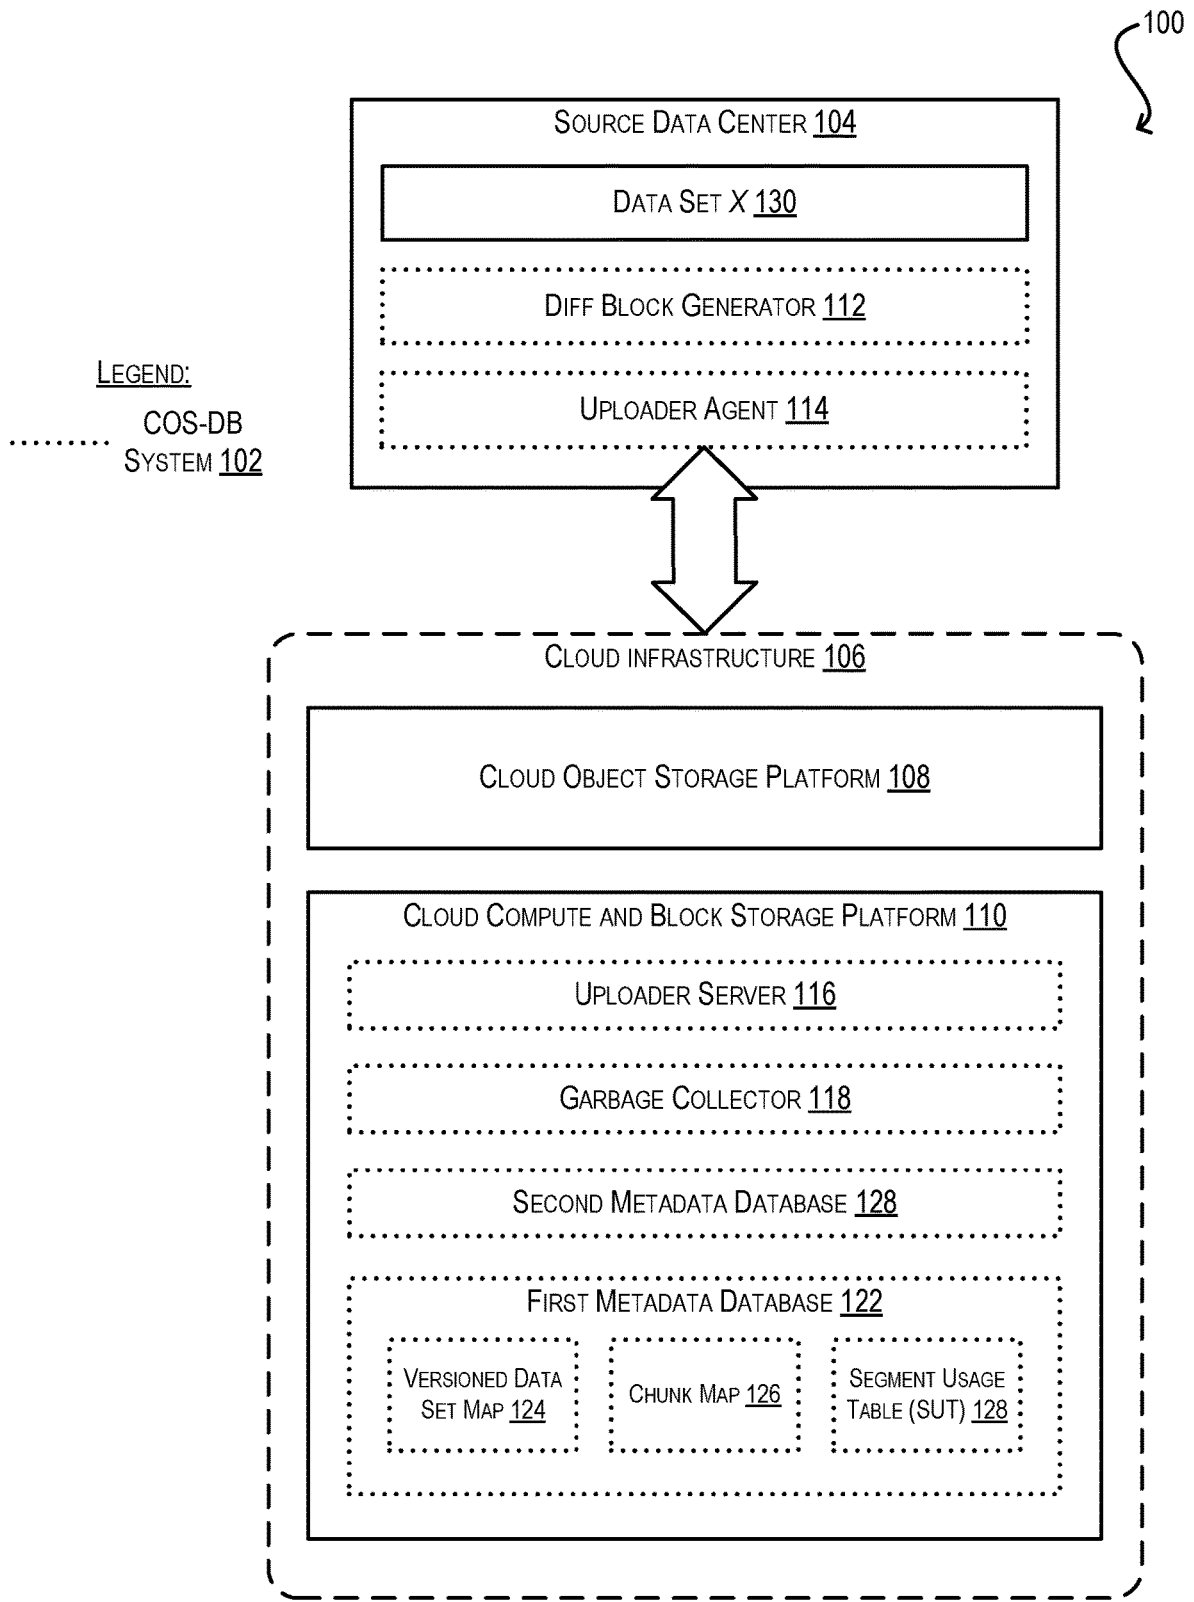 100
SOURCE DATA CENTER 104
DATA SET X 130
DIFF BLOCK GENERATOR 112
UPLOADER AGENT 114
LEGEND:
COS-DB
SYSTEM 102
CLOUD INFRASTRUCTURE 106
CLOUD OBJECT STORAGE PLATFORM 108
CLOUD COMPUTE AND BLOCK STORAGE PLATFORM 110
UPLOADER SERVER 116
GARBAGE COLLECTOR 118
SECOND METADADA DATABASE 128
FIRST METADADA DATABASE 122
VERSIONED DATA
SET MAP 124
CHUNK MAP 126
SEGMENT USAGE
TABLE (SUT) 128